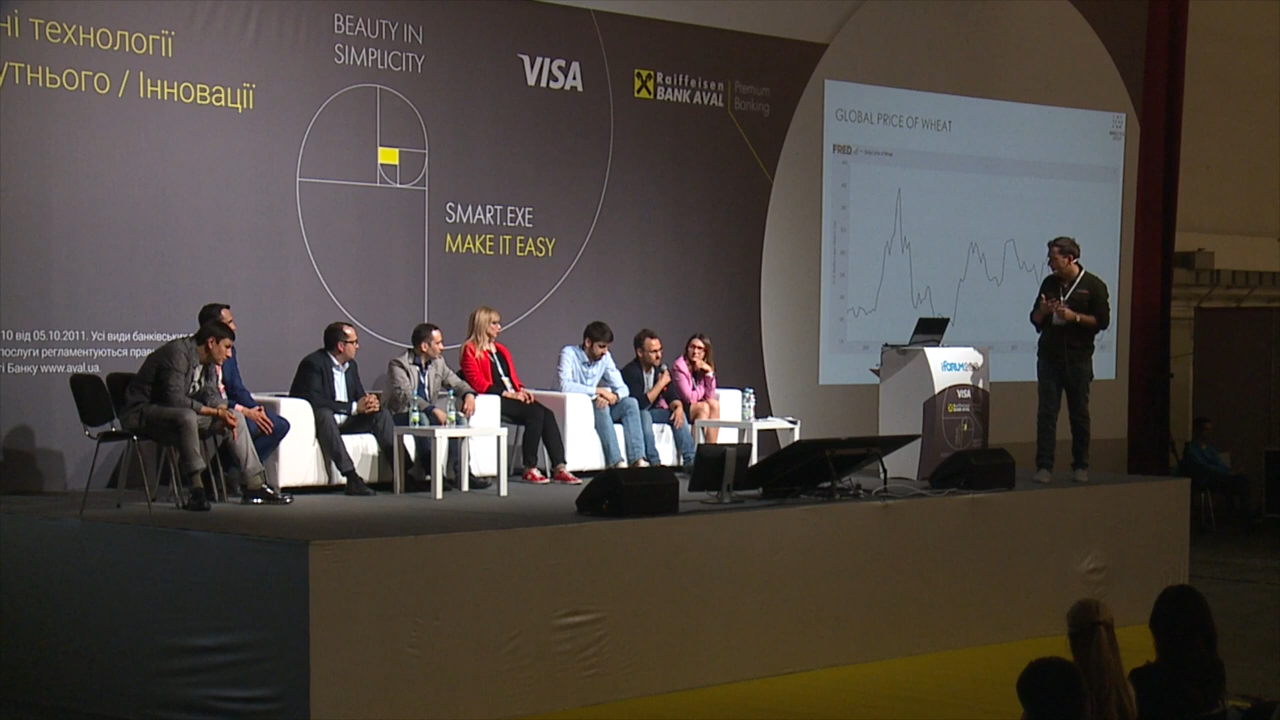 ні технології
утнього / Інновації
BEAUTY IN
SIMPLICITY
VISA
Raiffeisen
BANK AVAL
Premium
Banking
SMART.EXE
MAKE IT EASY
10 від 05.10.2011. Усі види банківських
послуги регламентуються
ті Банку www.aval.ua.
GLOBAL PRICE OF WHEAT
FRED
VISA